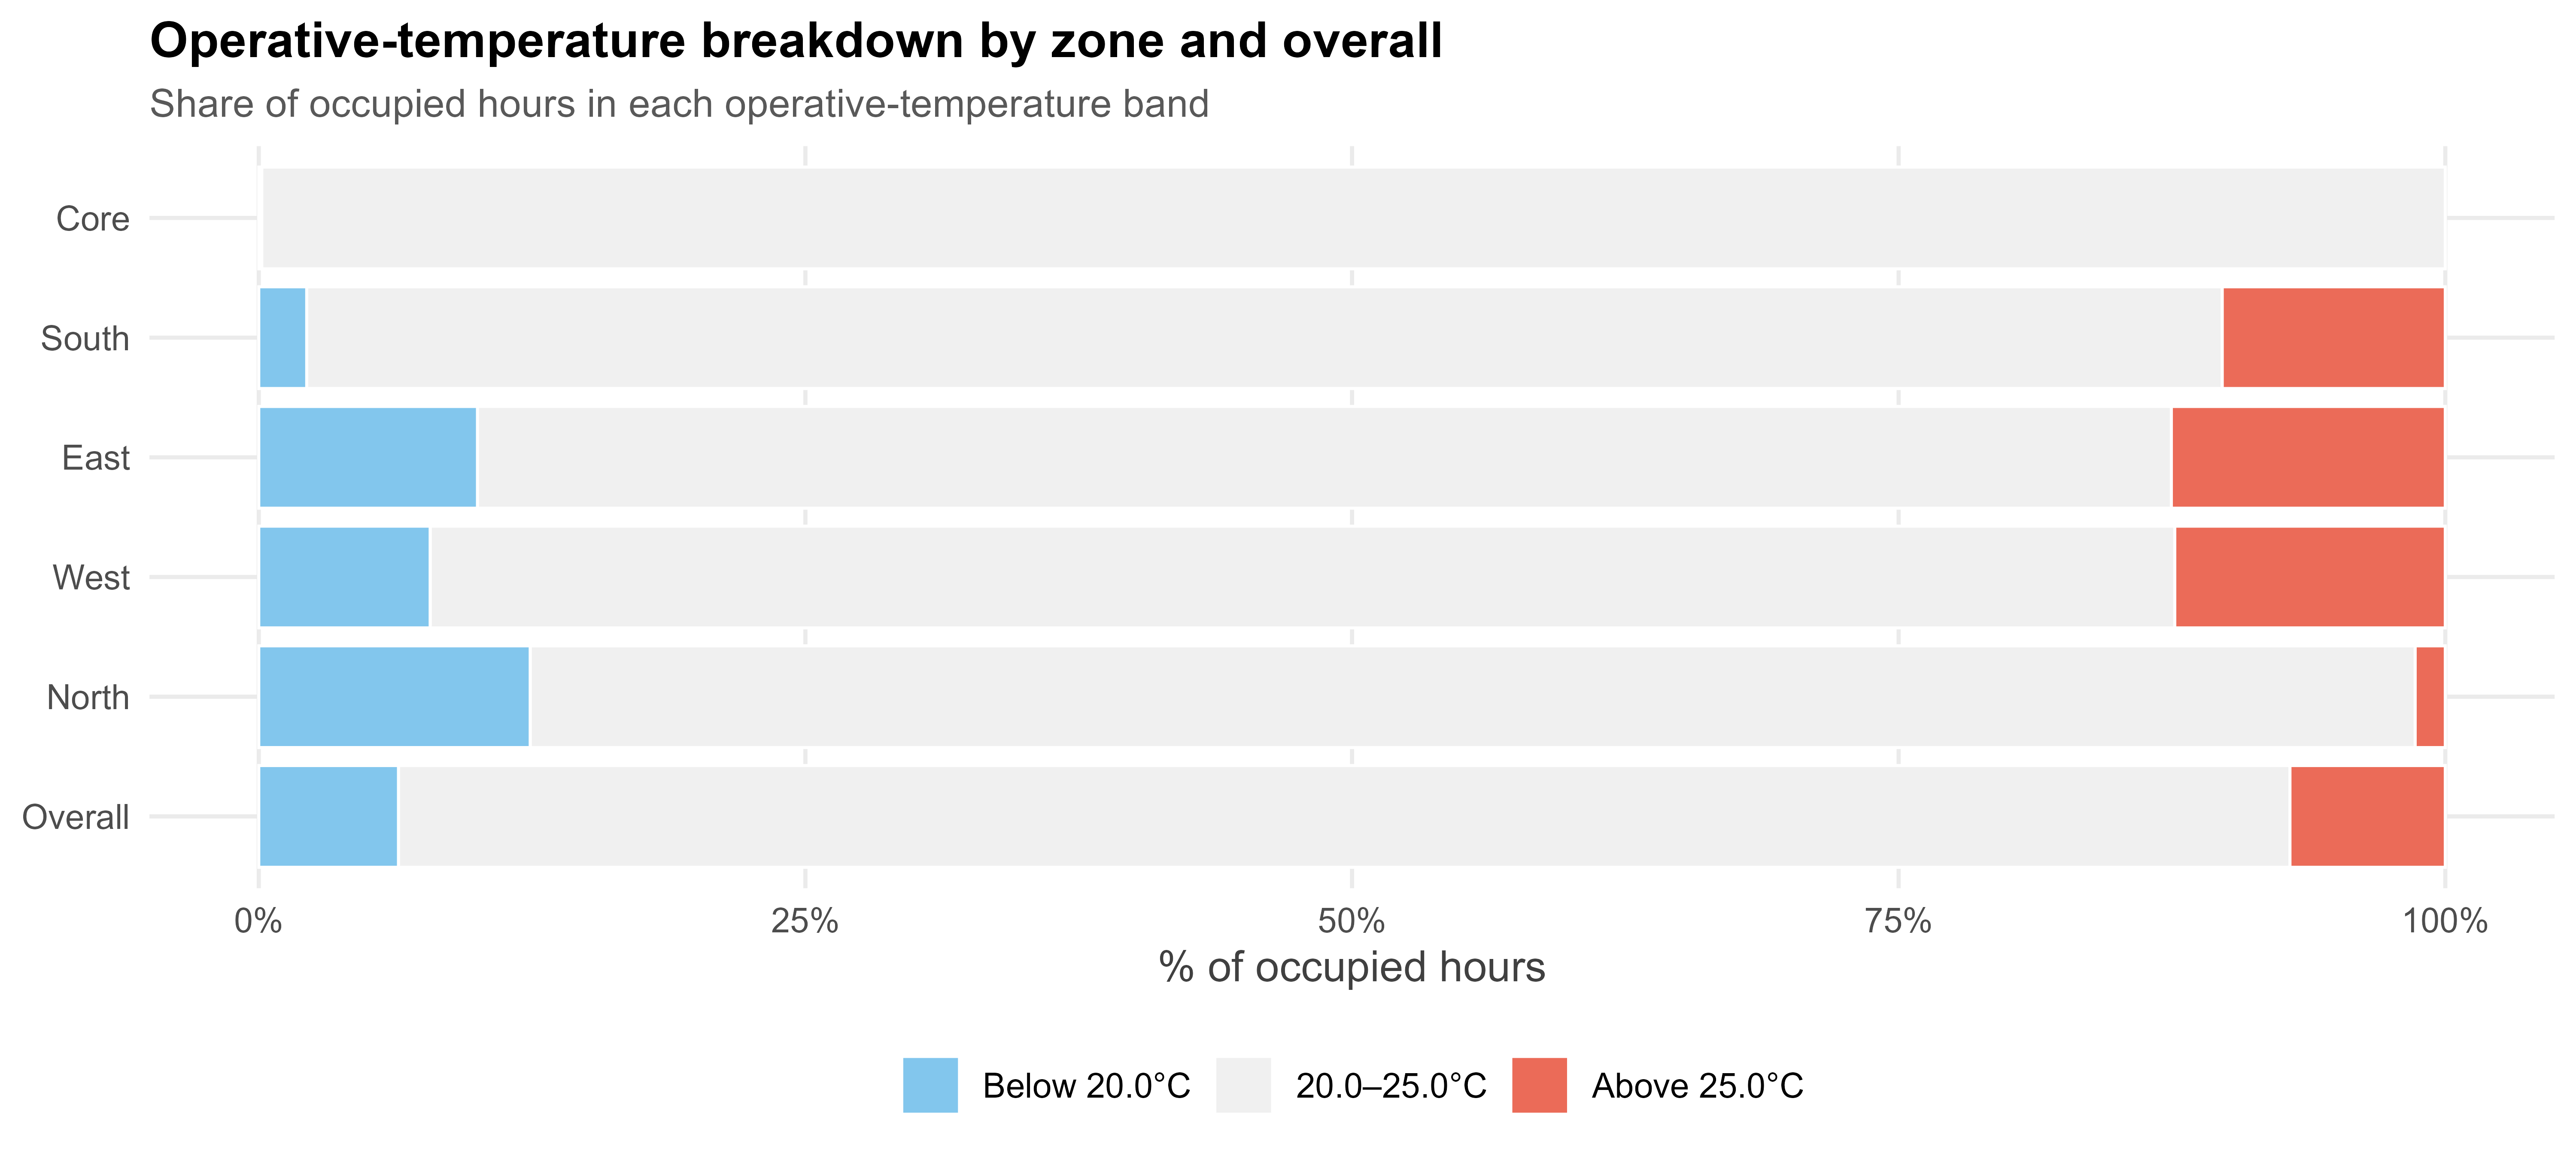 Operative-temperature breakdown by zone and overall
Share of occupied hours in each operative-temperature band
Core
South
East
West
North
Overall
0% 25% 50% 75% 100%
% of occupied hours
Below 20.0°C 20.0–25.0°C Above 25.0°C